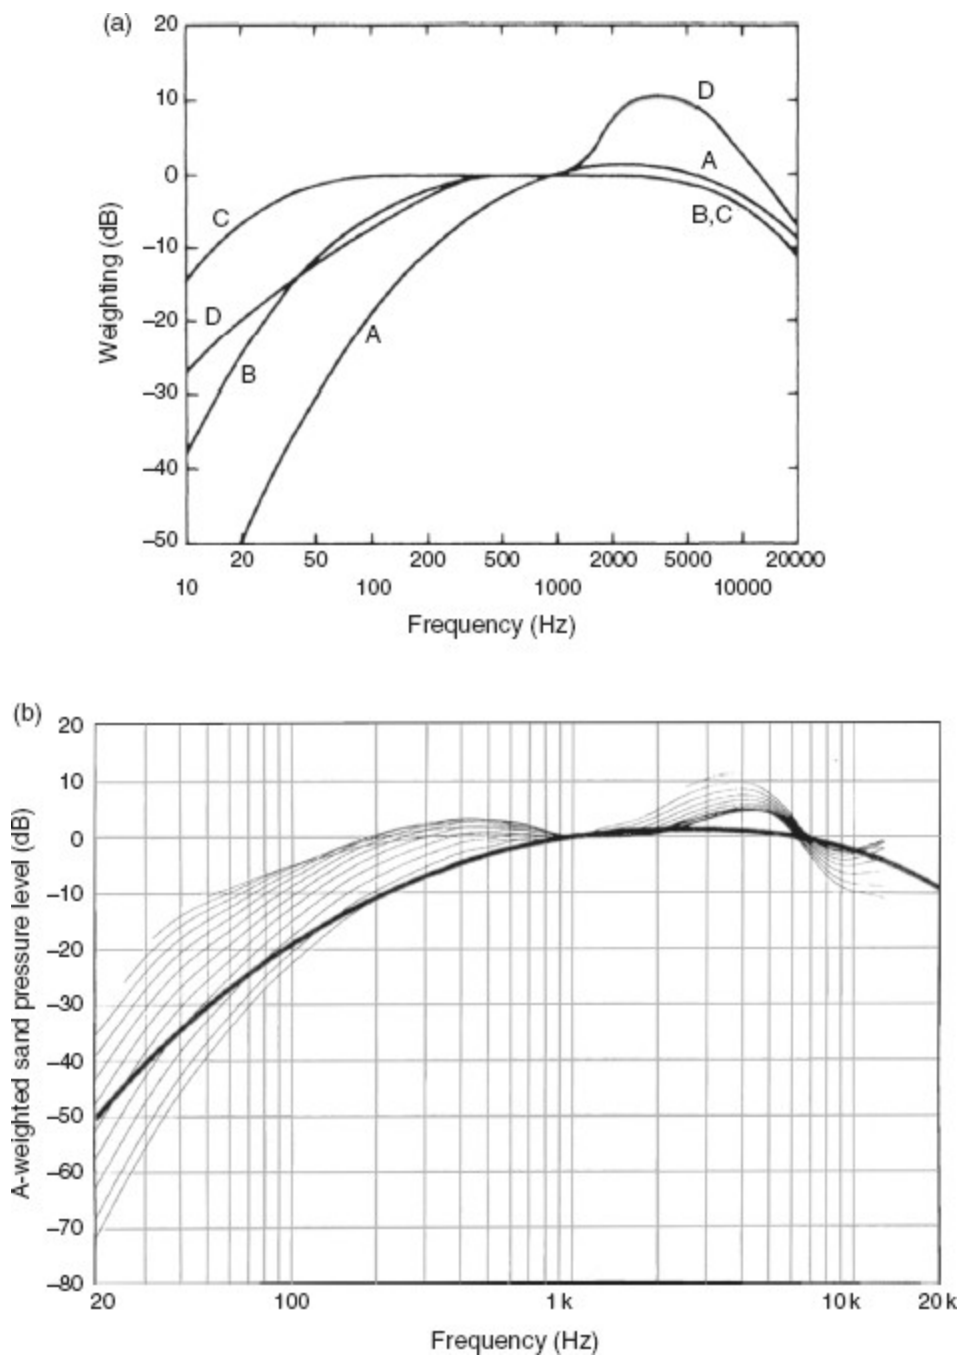 (a)
20
10
0
–10
–20
–30
–40
–50
Weighting (dB)
D
A
B,C
C
D
B
A
20 50 100 200 500 1000 2000 5000 10000 20000
10
Frequency (Hz)
(b)
20
10
0
–10
–20
–30
–40
–50
–60
–70
–80
A-weighted sand pressure level (dB)
20 100 1 k 10 k 20 k
Frequency (Hz)